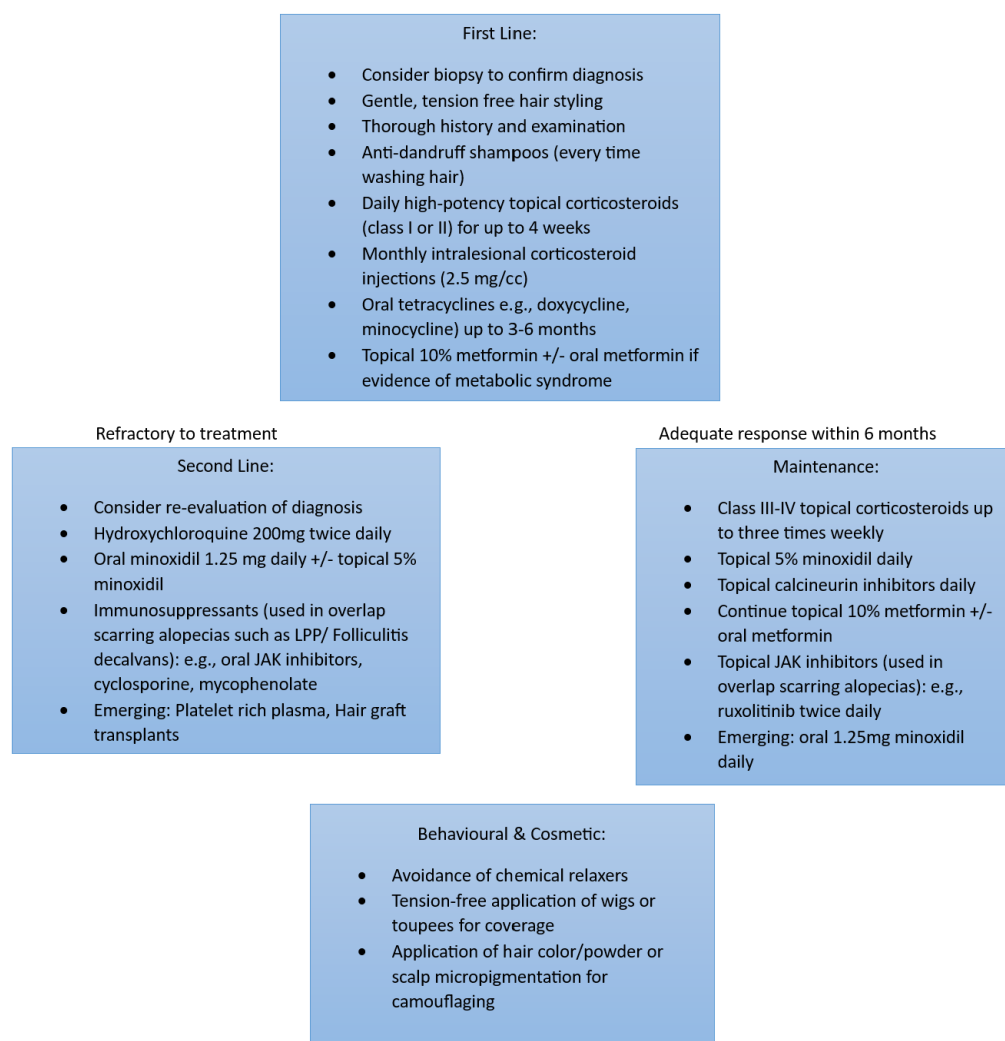 First Line:
• Consider biopsy to confirm diagnosis
• Gentle, tension free hair styling
• Thorough history and examination
• Anti-dandruff shampoos (every time
washing hair)
• Daily high-potency topical corticosteroids
(class I or II) for up to 4 weeks
• Monthly intralesional corticosteroid
injections (2.5 mg/cc)
• Oral tetracyclines e.g., doxycycline,
minocycline) up to 3-6 months
• Topical 10% metformin +/- oral metformin if
evidence of metabolic syndrome
Refractory to treatment
Second Line:
• Consider re-evaluation of diagnosis
• Hydroxychloroquine 200mg twice daily
• Oral minoxidil 1.25 mg daily +/- topical 5%
minoxidil
• Immunosuppressants (used in overlap
scarring alopecias such as LPP/ Folliculitis
decalvans): e.g., oral JAK inhibitors,
cyclosporine, mycophenolate
• Emerging: Platelet rich plasma, Hair graft
transplants
Adequate response within 6 months
Maintenance:
• Class III-IV topical corticosteroids up
to three times weekly
• Topical 5% minoxidil daily
• Topical calcineurin inhibitors daily
• Continue topical 10% metformin +/-
oral metformin
• Topical JAK inhibitors (used in
overlap scarring alopecias): e.g.,
ruxolitinib twice daily
• Emerging: oral 1.25mg minoxidil
daily
Behavioural & Cosmetic:
• Avoidance of chemical relaxers
• Tension-free application of wigs or
toupees for coverage
• Application of hair color/powder or
scalp micropigmentation for
camouflaging